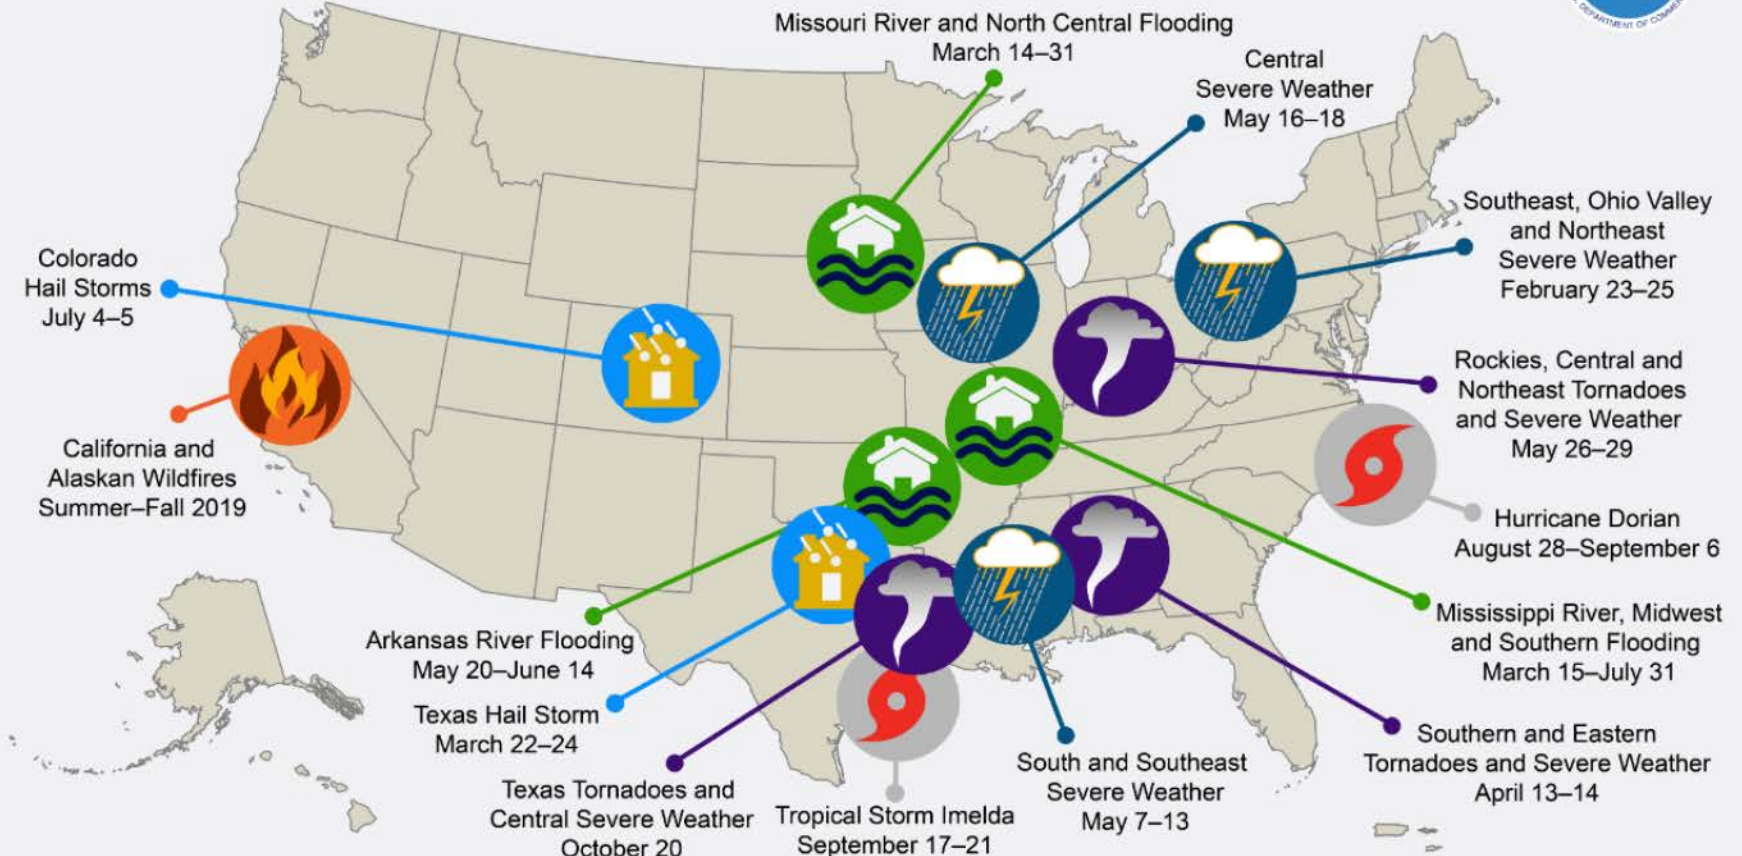 DEPARTMENT OF COMME
Missouri River and North Central Flooding
March 14–31
Central
Severe Weather
May 16–18
Southeast, Ohio Valley
and Northeast
Severe Weather
February 23–25
Colorado
Hail Storms
July 4–5
Rockies, Central and
Northeast Tornadoes
and Severe Weather
May 26–29
California and
Alaskan Wildfires
Summer–Fall 2019
Hurricane Dorian
August 28–September 6
Mississippi River, Midwest
and Southern Flooding
March 15–July 31
Arkansas River Flooding
May 20–June 14
Texas Hail Storm
March 22–24
Southern and Eastern
Tornadoes and Severe Weather
April 13–14
South and Southeast
Severe Weather
May 7–13
Texas Tornadoes and
Central Severe Weather
October 20
Tropical Storm Imelda
September 17–21